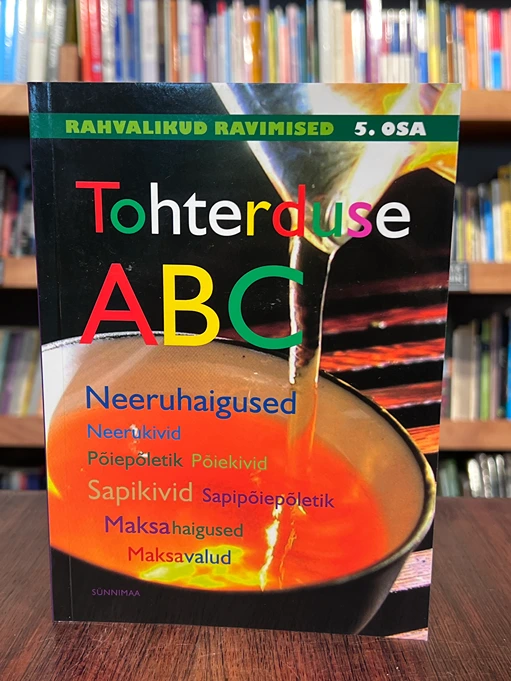 RAHVALIKUD RAVIMISED 5. OSA
Tohterduse
ABC
Neeruhaigused
Neerukivid
Põiepõletik Põiekivid
Sapikivid Sapipõiepõletik
Maksahaigused
Maksavalud
SÜNNIMAA